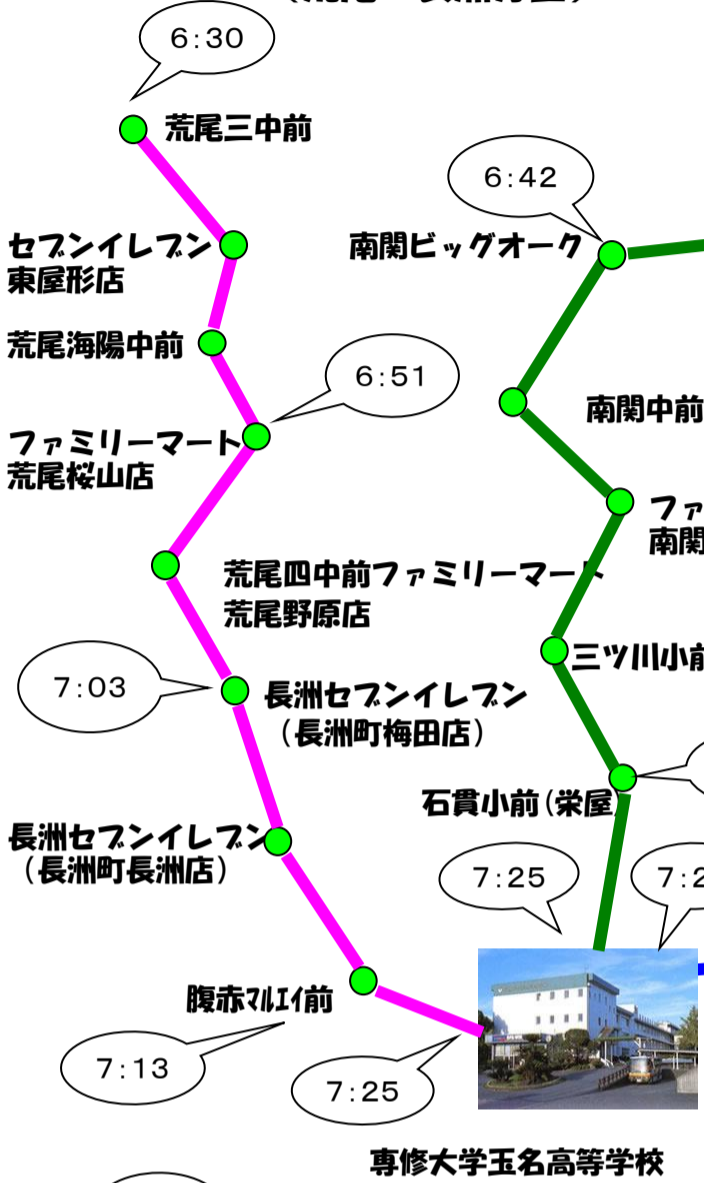 6:30
荒尾三中前
6:42
セブンイレブン
東屋形店
南関ビッグオーク
荒尾海陽中前
6:51
南関中前
ファミリーマート
荒尾桜山店
ファ
南関
荒尾四中前ファミリーマート
荒尾野原店
三ツ川小前
7:03
長洲セブンイレブン
（長洲町梅田店）
石貫小前（栄屋
長洲セブンイレブン
（長洲町長洲店）
7:25
7:2
腹赤マルエイ前
7:13
7:25
専修大学玉名高等学校